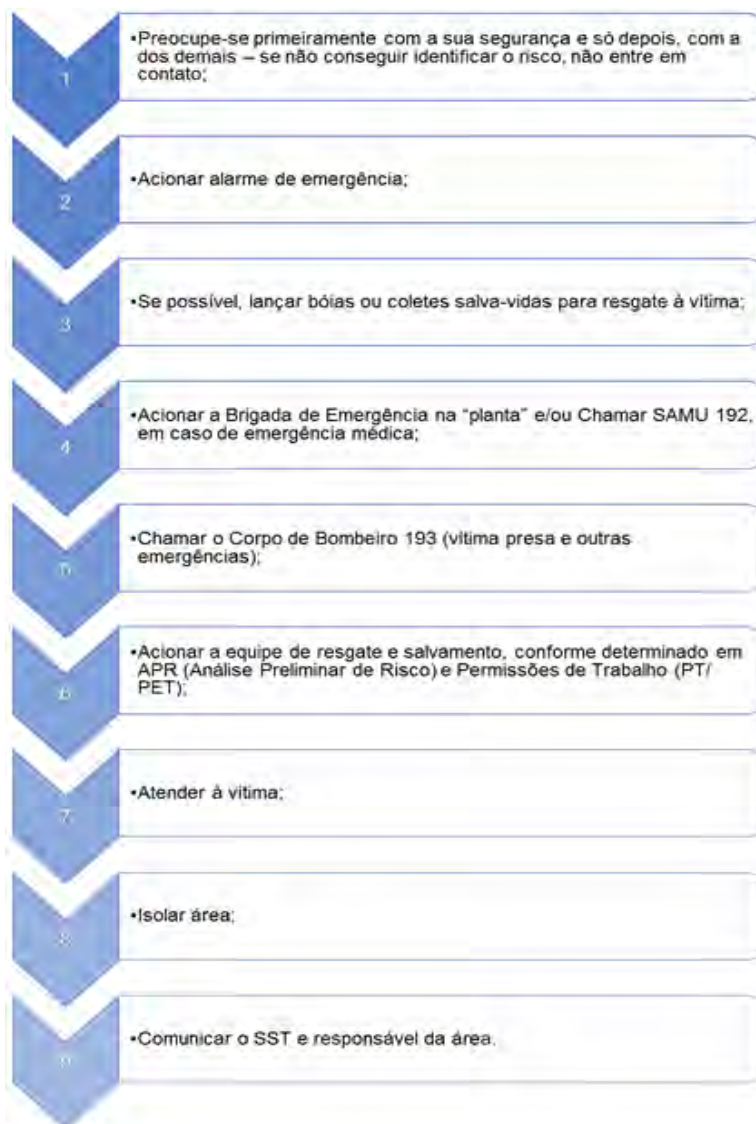 1
•Preocupe-se primeiramente com a sua segurança e só depois, com a
dos demais – se não conseguir identificar o risco, não entre em
contato;
2
•Acionar alarme de emergência;
3
•Se possível, lançar bóias ou coletes salva-vidas para resgate à vítima;
4
•Acionar a Brigada de Emergência na "planta" e/ou Chamar SAMU 192,
em caso de emergência médica;
5
•Chamar o Corpo de Bombeiro 193 (vítima presa e outras
emergências);
6
•Acionar a equipe de resgate e salvamento, conforme determinado em
APR (Análise Preliminar de Risco) e Permissões de Trabalho (PT/
PET);
7
•Atender à vítima;
8
•Isolar área;
9
•Comunicar o SST e responsável da área.